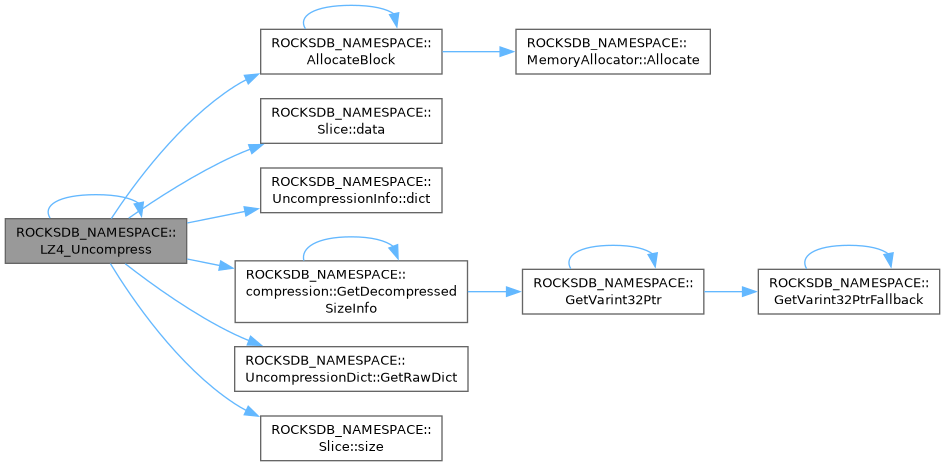 ROCKSDB_NAMESPACE::
LZ4_Uncompress
ROCKSDB_NAMESPACE::
AllocateBlock
ROCKSDB_NAMESPACE::
MemoryAllocator::Allocate
ROCKSDB_NAMESPACE::
Slice::data
ROCKSDB_NAMESPACE::
UncompressionInfo::dict
ROCKSDB_NAMESPACE::
compression::GetDecompressed
SizeInfo
ROCKSDB_NAMESPACE::
GetVarint32Ptr
ROCKSDB_NAMESPACE::
GetVarint32PtrFallback
ROCKSDB_NAMESPACE::
UncompressionDict::GetRawDict
ROCKSDB_NAMESPACE::
Slice::size